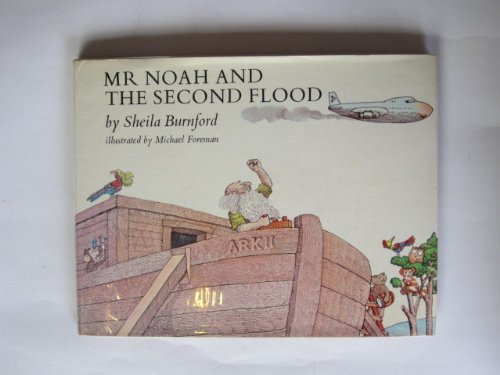 MR NOAH AND
THE SECOND FLOOD
by Sheila Burnford
illustrated by Michael Foreman
ARK II